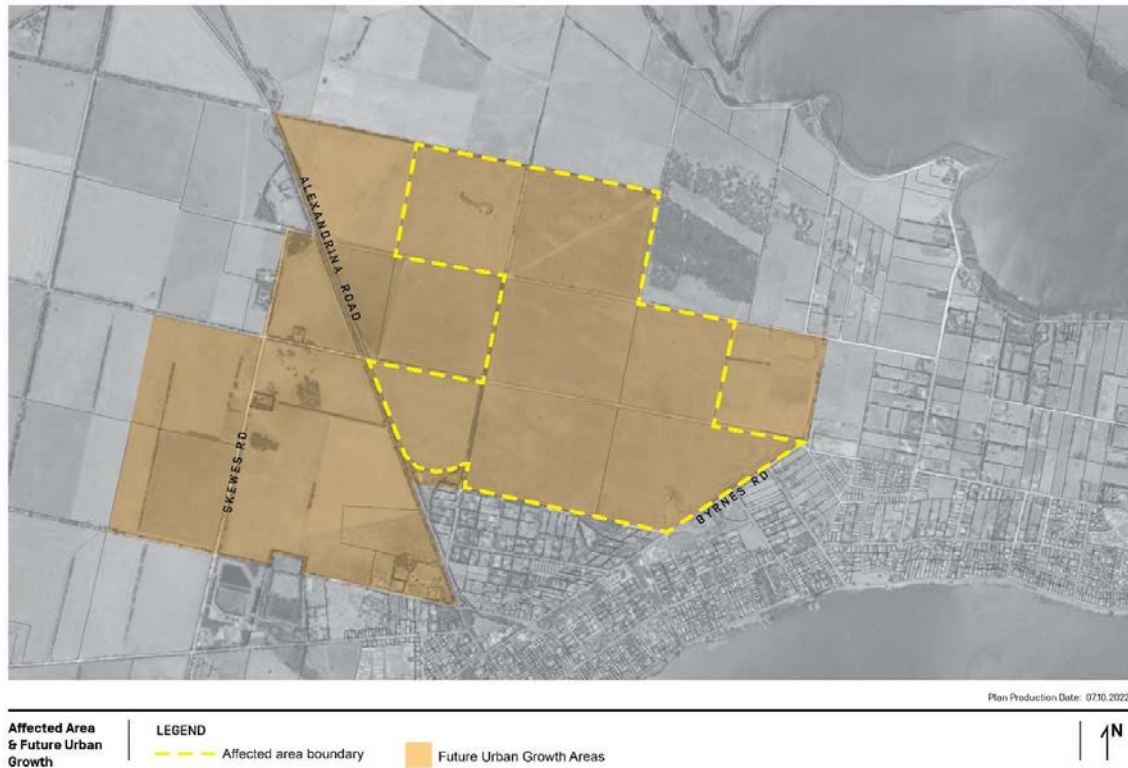 ALEXANDRINA ROAD
SKEWES RD
BYRNES RD
Plan Production Date: 07.10.2022
Affected Area
& Future Urban
Growth
LEGEND
Affected area boundary
Future Urban Growth Areas
N